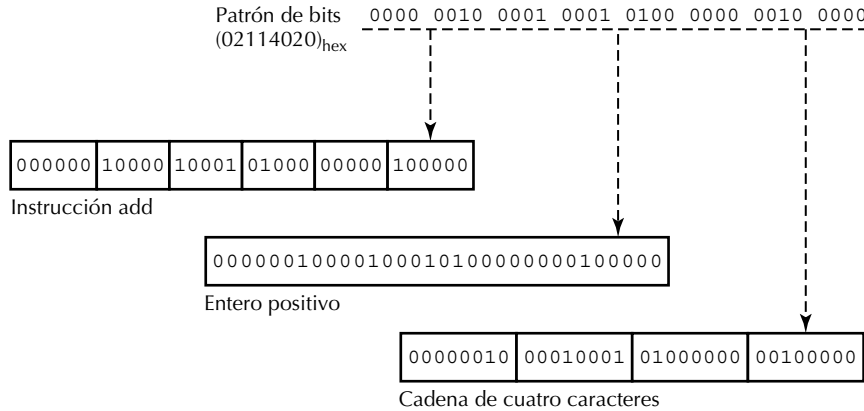 Patrón de bits 0000 0010 0001 0001 0100 0000 0010 0000
(02114020)hex
000000 10000 10001 01000 00000 100000
Instrucción add
00000010000100010100000000100000
Entero positivo
00000010 00010001 01000000 00100000
Cadena de cuatro caracteres